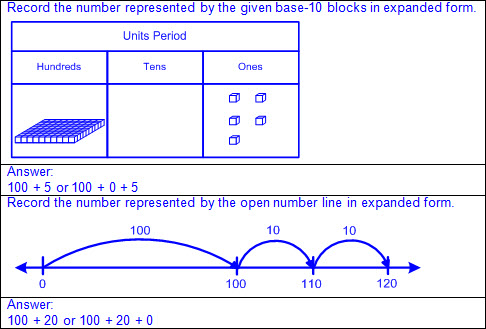 Record the number represented by the given base-10 blocks in expanded form.
Units Period
Hundreds Tens Ones
Answer:
100 + 5 or 100 + 0 + 5
Record the number represented by the open number line in expanded form.
100 10 10
0 100 110 120
Answer:
100 + 20 or 100 + 20 + 0